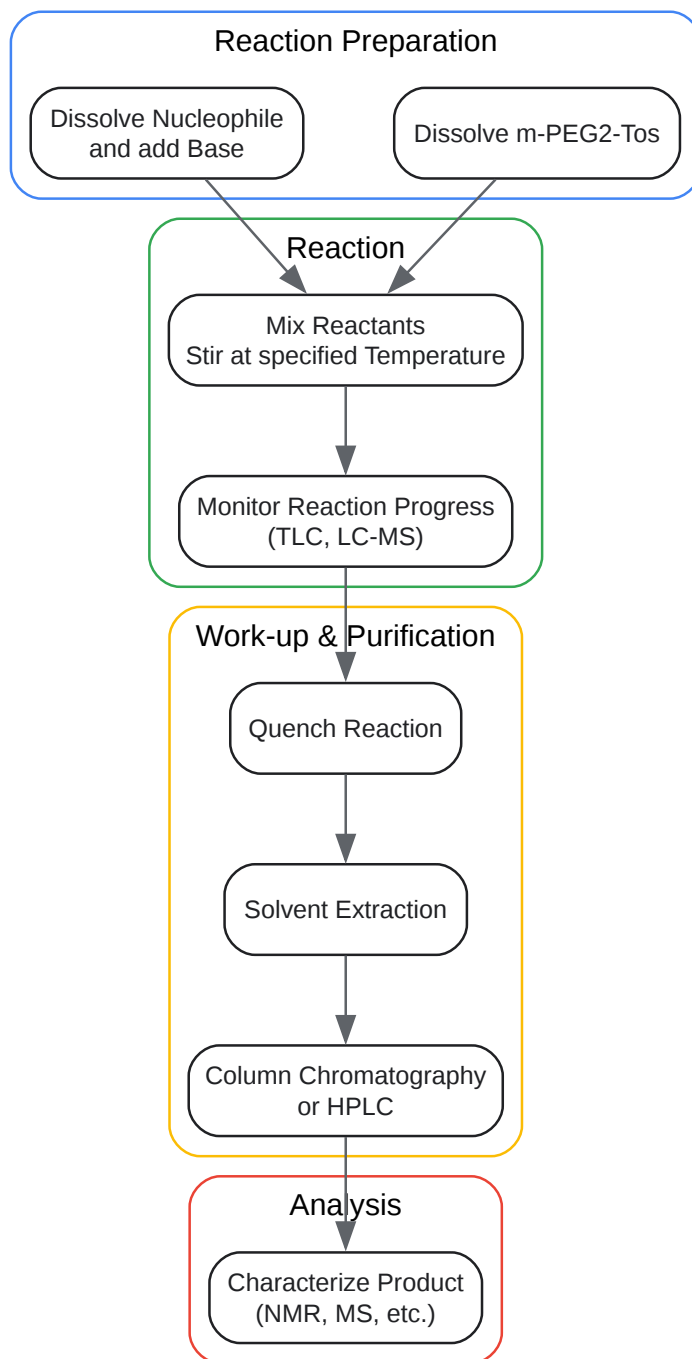 Reaction Preparation
Dissolve Nucleophile
and add Base
Dissolve m-PEG2-Tos
Reaction
Mix Reactants
Stir at specified Temperature
Monitor Reaction Progress
(TLC, LC-MS)
Work-up & Purification
Quench Reaction
Solvent Extraction
Column Chromatography
or HPLC
Analysis
Characterize Product
(NMR, MS, etc.)